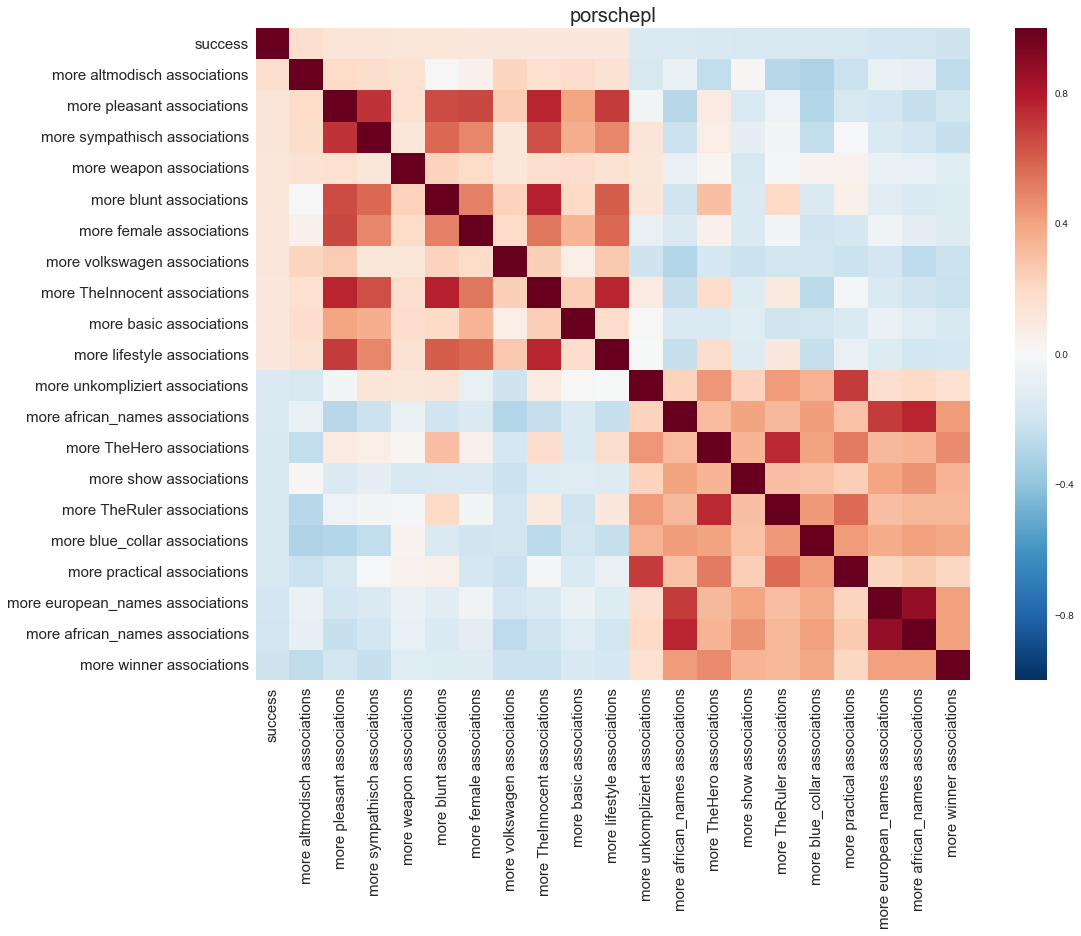 porschepl
success
more altmodisch associations
more pleasant associations
more sympathisch associations
more weapon associations
more blunt associations
more female associations
more volkswagen associations
more TheInnocent associations
more basic associations
more lifestyle associations
more unkompliziert associations
more african_names associations
more TheHero associations
more show associations
more TheRuler associations
more blue_collar associations
more practical associations
more european_names associations
more african_names associations
more winner associations
0.8
0.4
0.0
−0.4
−0.8
success
more altmodisch associations
more pleasant associations
more sympathisch associations
more weapon associations
more blunt associations
more female associations
more volkswagen associations
more TheInnocent associations
more basic associations
more lifestyle associations
more unkompliziert associations
more african_names associations
more TheHero associations
more show associations
more TheRuler associations
more blue_collar associations
more practical associations
more european_names associations
more african_names associations
more winner associations